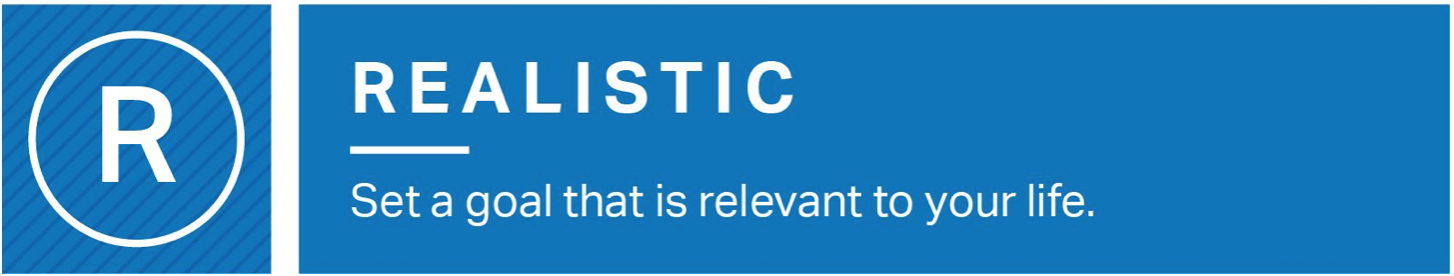 R
REALISTIC
Set a goal that is relevant to your life.